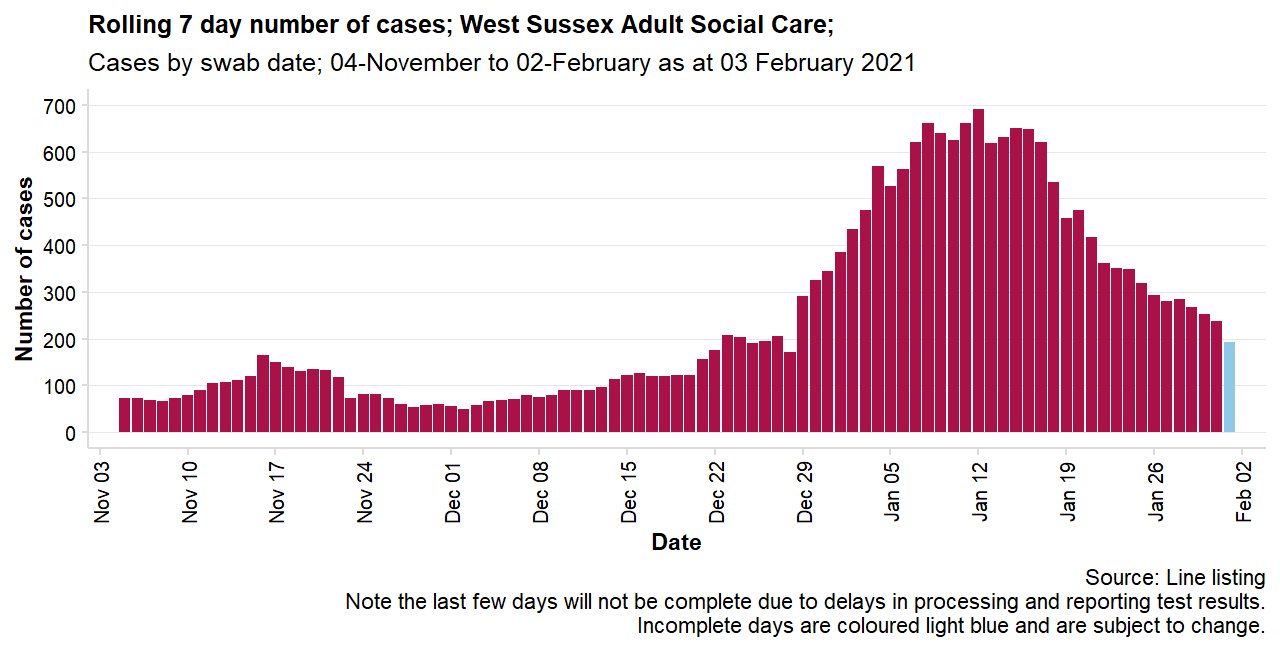 Rolling 7 day number of cases; West Sussex Adult Social Care;
Cases by swab date; 04-November to 02-February as at 03 February 2021
Number of cases
700
600
500
400
300
200
100
0
Nov 03
Nov 10
Nov 17
Nov 24
Dec 01
Dec 08
Dec 15
Dec 22
Dec 29
Jan 05
Jan 12
Jan 19
Jan 26
Feb 02
Date
Source: Line listing
Note the last few days will not be complete due to delays in processing and reporting test results.
Incomplete days are coloured light blue and are subject to change.